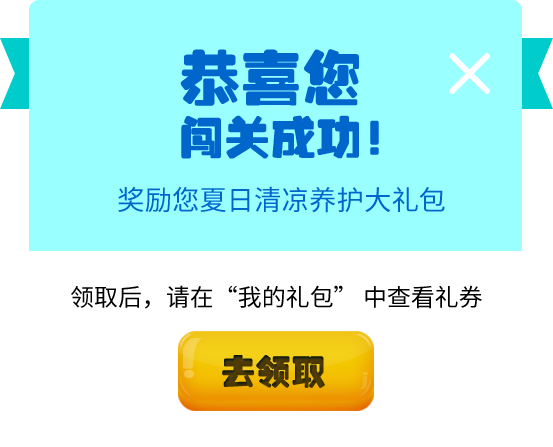 恭喜您
闯关成功！
奖励您夏日清凉养护大礼包
领取后，请在“我的礼包” 中查看礼券
去领取